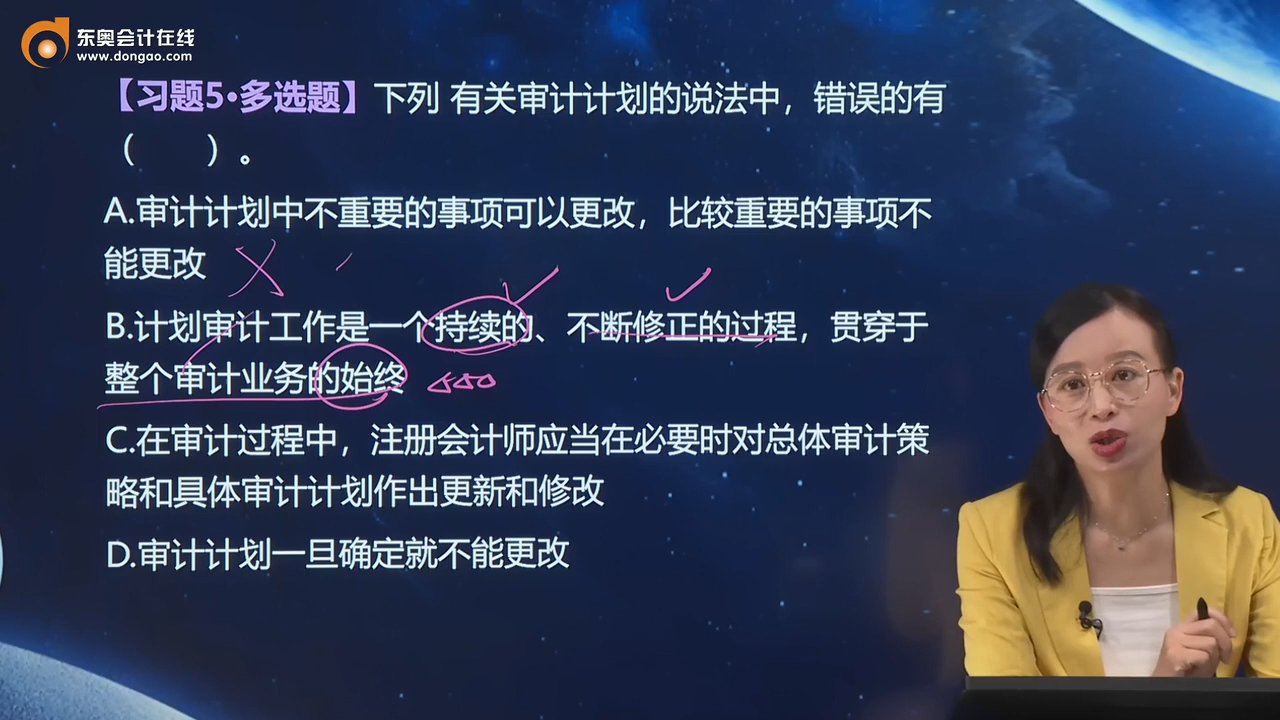 东奥会计在线
www.dongao.com
【习题5·多选题】下列 有关审计计划的说法中，错误的有
（　　）。
A.审计计划中不重要的事项可以更改，比较重要的事项不
能更改
B.计划审计工作是一个持续的、不断修正的过程，贯穿于
整个审计业务的始终
C.在审计过程中，注册会计师应当在必要时对总体审计策
略和具体审计计划作出更新和修改
D.审计计划一旦确定就不能更改